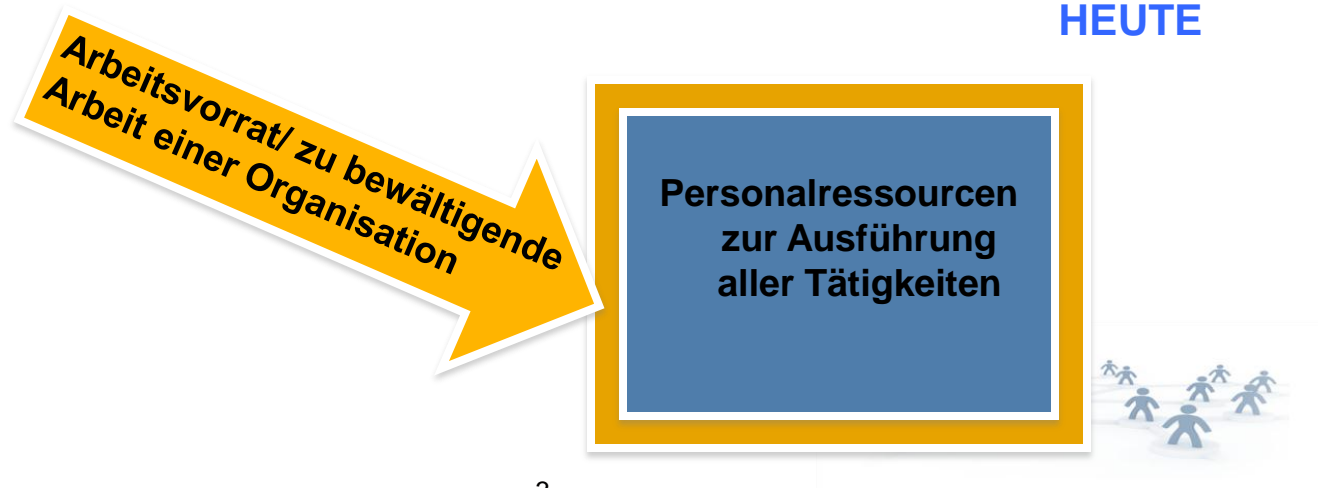 HEUTE
Arbeitsvorrat/ zu bewältigende
Arbeit einer Organisation
Personalressourcen
zur Ausführung
aller Tätigkeiten